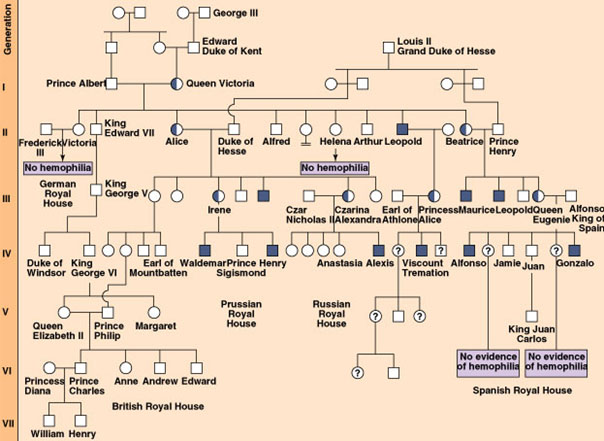 Generation
George III
Edward
Duke of Kent
Louis II
Grand Duke of Hesse
I
Prince Albert
Queen Victoria
II
Frederick
III
Victoria
King
Edward VII
Alice
Duke of
Hesse
Alfred
Helena
Arthur
Leopold
Beatrice
Prince
Henry
No hemophilia
No hemophilia
German
Royal
House
III
King
George V
Irene
Czar
Nicholas II
Czarina
Alexandra
Earl of
Athlone
Princess
Alice
Maurice
Leopold
Queen
Eugenie
Alfonso
King of
Spain
IV
? ? ? ?
Duke of
Windsor
King
George VI
Earl of
Mountbatten
Waldemar
Prince
Sigismond
Henry
Anastasia
Alexis
Viscount
Tremation
Alfonso
Jamie
Juan
Gonzalo
V
? ?
Queen
Elizabeth II
Prince
Philip
Margaret
Prussian
Royal
House
Russian
Royal
House
King Juan
Carlos
VI
?
No evidence
of hemophilia
No evidence
of hemophilia
Princess
Diana
Prince
Charles
Anne
Andrew
Edward
British Royal House
Spanish Royal House
VII
William
Henry